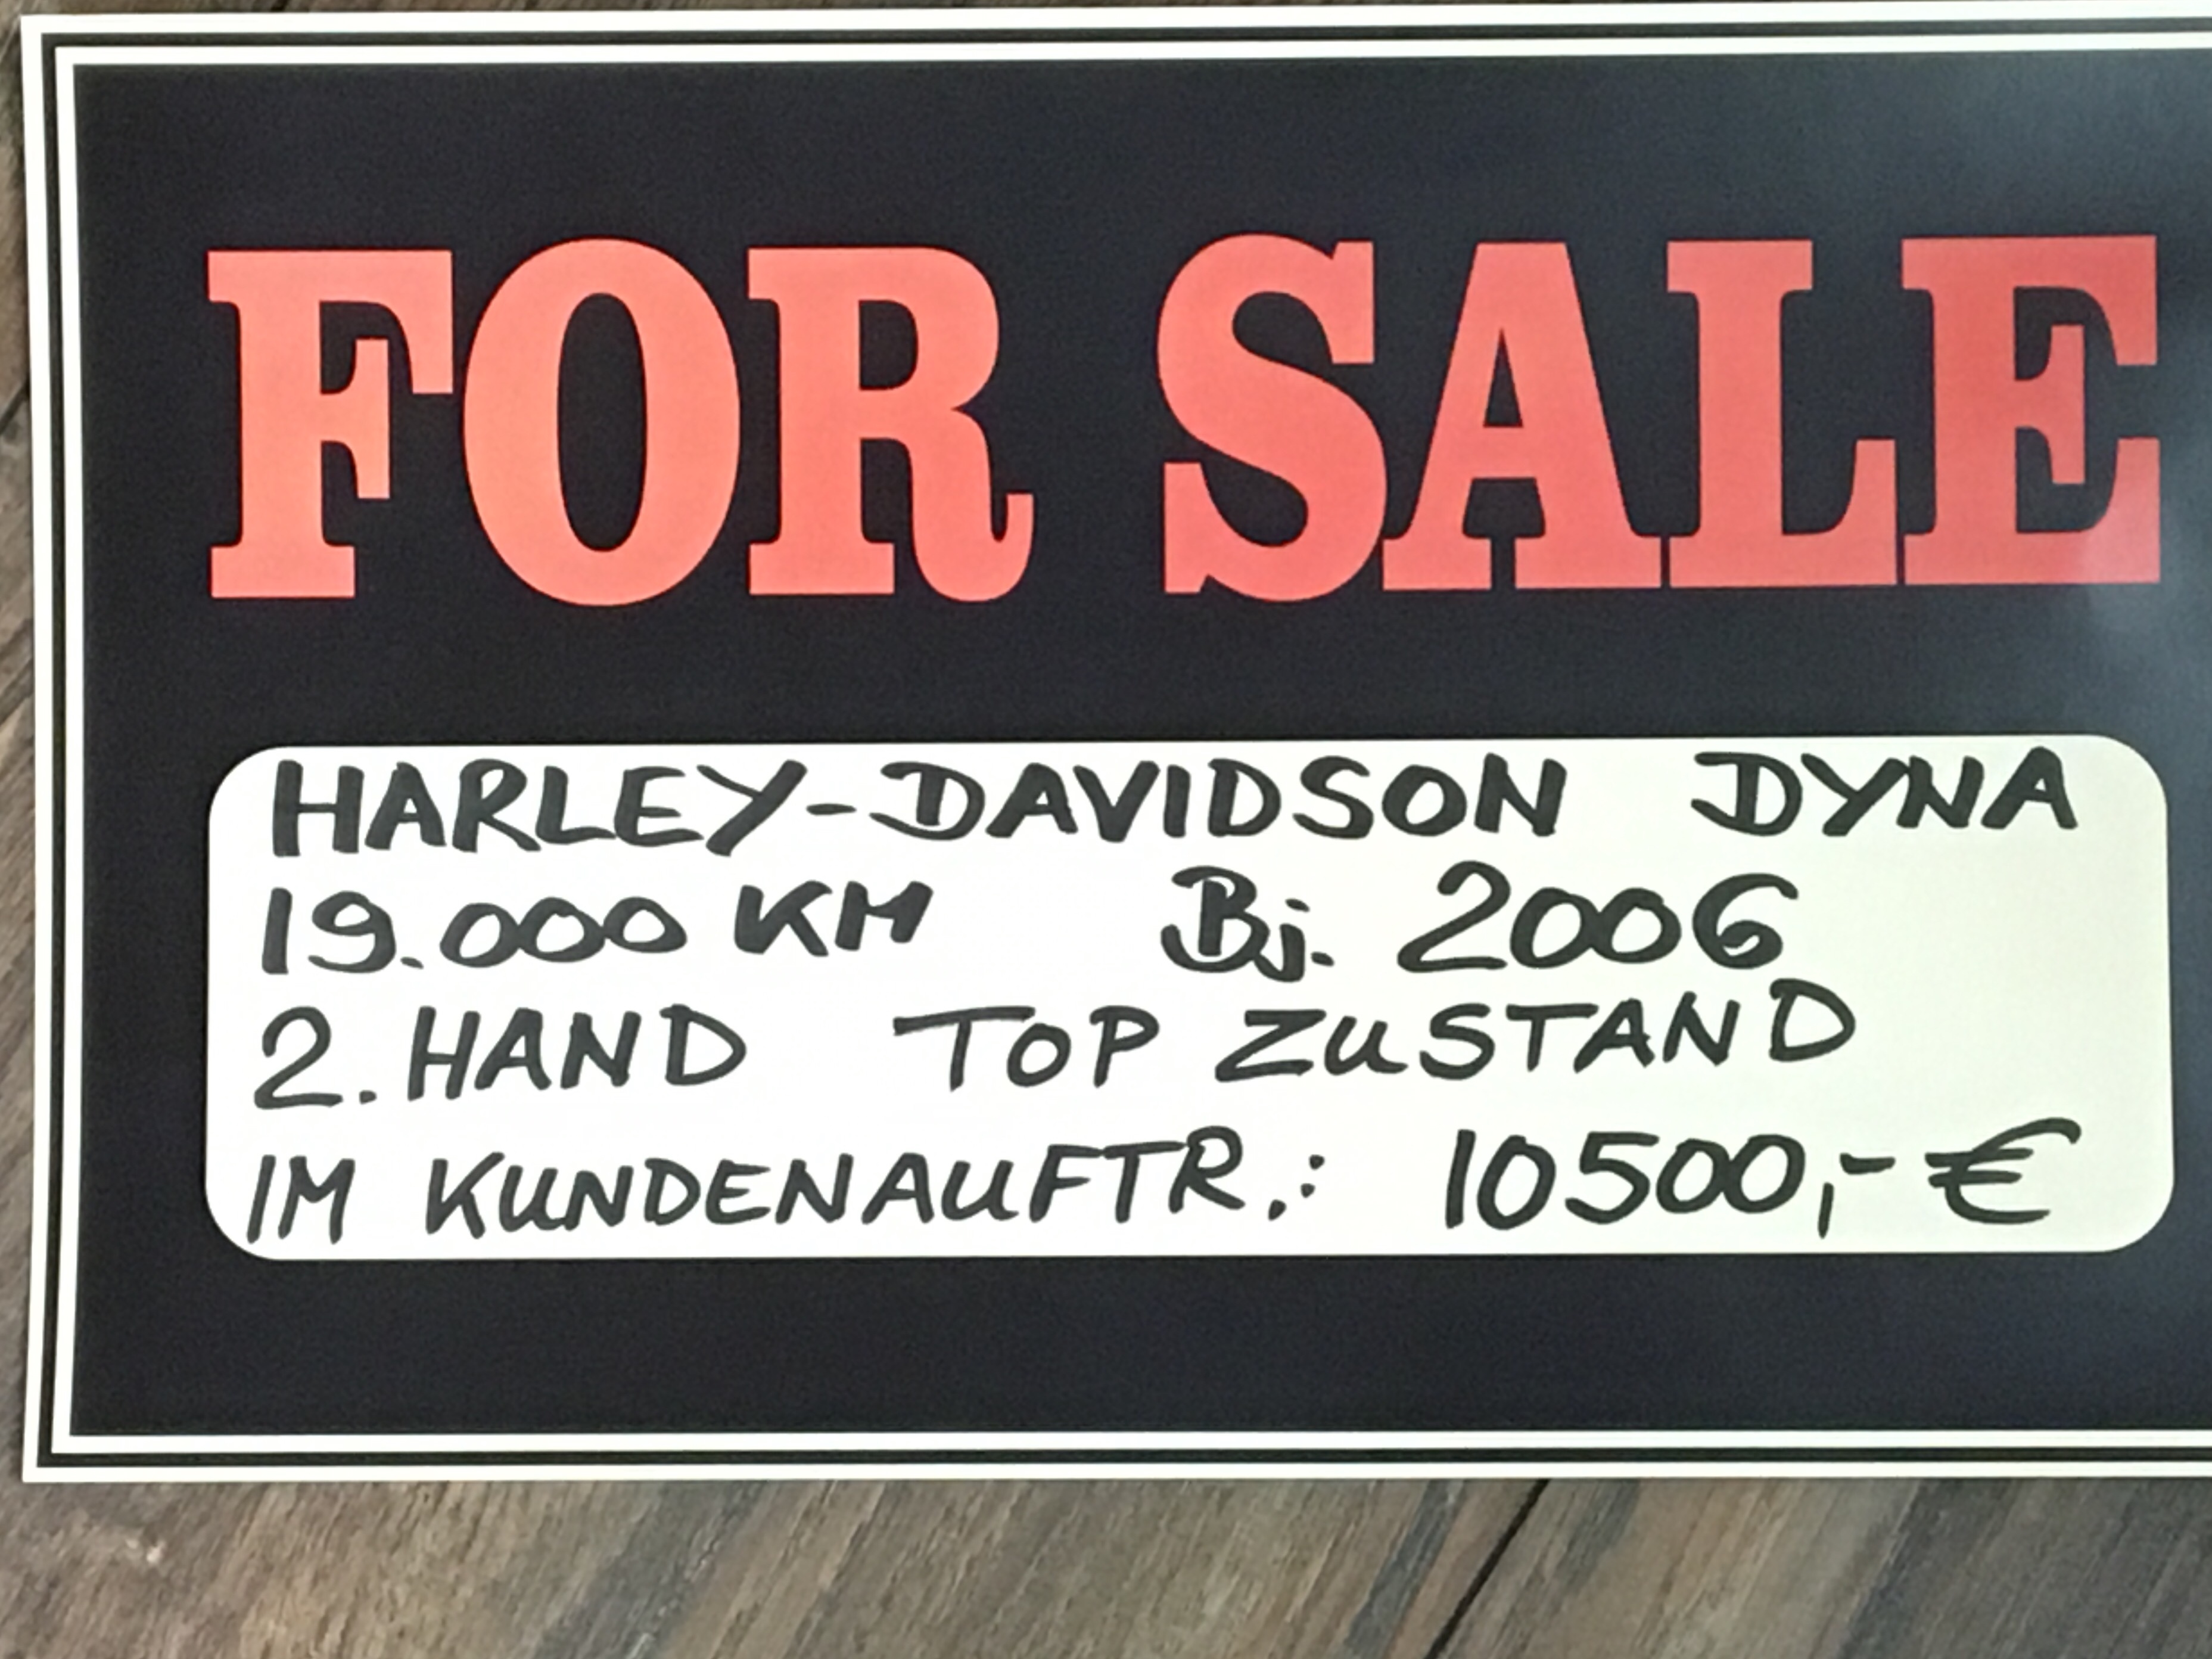 FOR SALE
HARLEY-DAVIDSON DYNA
19.000 KM Bj. 2006
2. HAND TOP ZUSTAND
IM KUNDENAUFTR.: 10500,- €